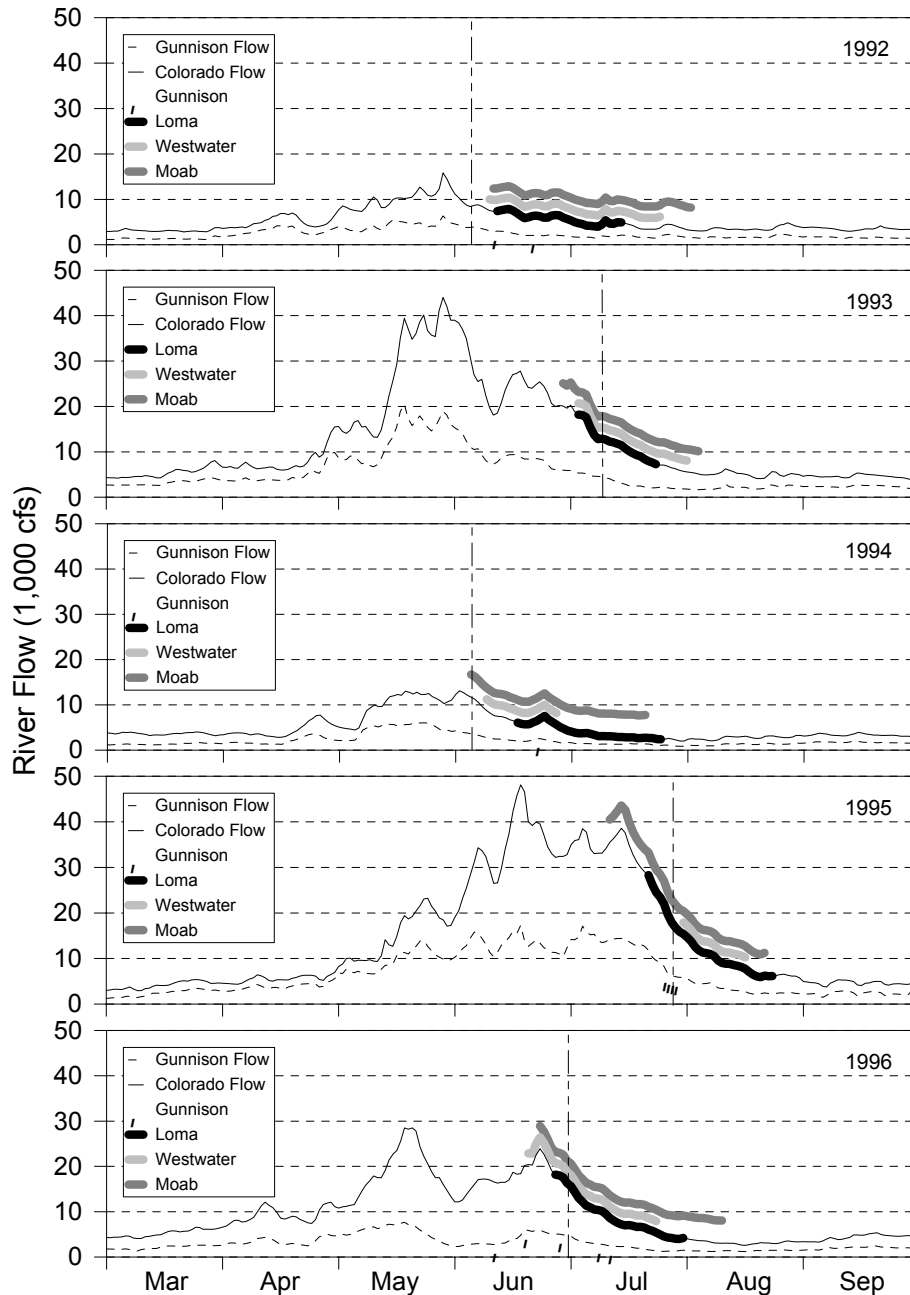 River Flow (1,000 cfs)
50
40
30
20
10
0
Gunnison Flow
Colorado Flow
Gunnison
Loma
Westwater
Moab
1992
50
40
30
20
10
0
Gunnison Flow
Colorado Flow
Gunnison
Loma
Westwater
Moab
1993
50
40
30
20
10
0
Gunnison Flow
Colorado Flow
Gunnison
Loma
Westwater
Moab
1994
50
40
30
20
10
0
Gunnison Flow
Colorado Flow
Gunnison
Loma
Westwater
Moab
1995
50
40
30
20
10
0
Gunnison Flow
Colorado Flow
Gunnison
Loma
Westwater
Moab
1996
Mar Apr May Jun Jul Aug Sep